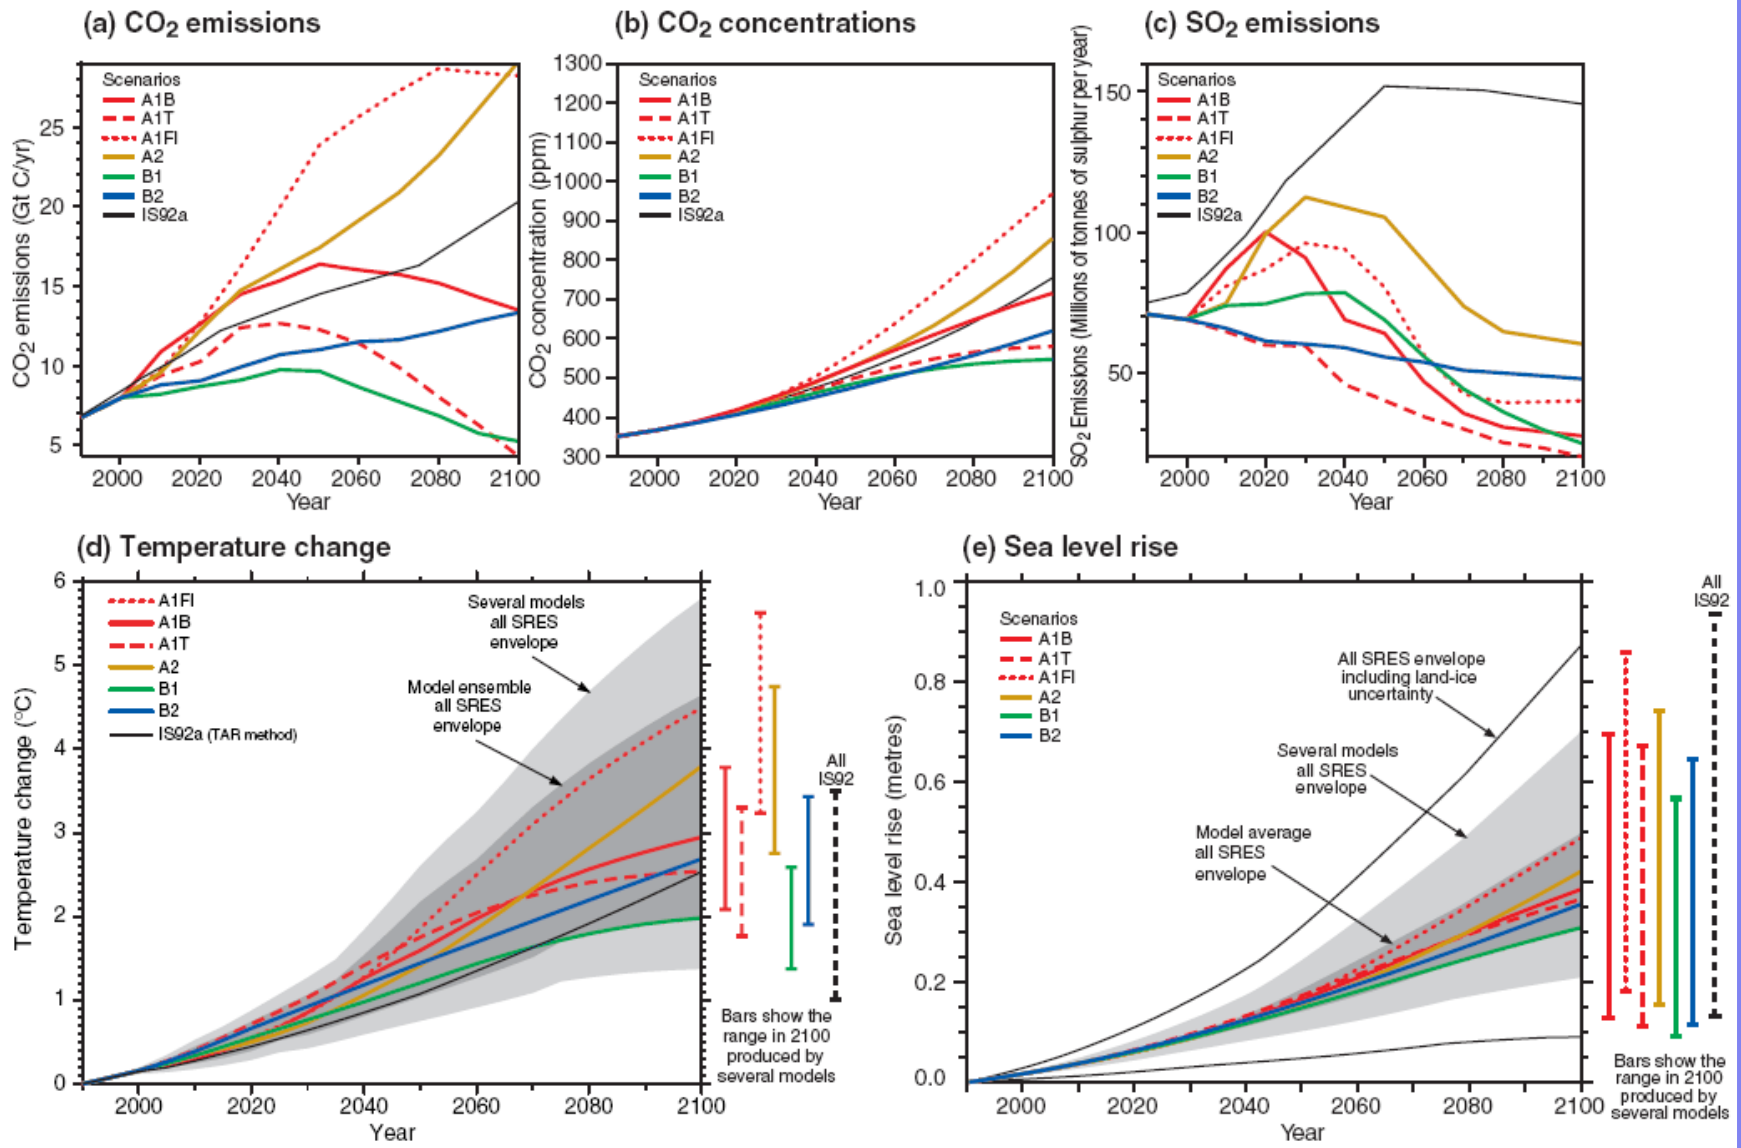 (a) CO2 emissions
Scenarios
A1B
A1T
A1FI
A2
B1
B2
IS92a
CO2 emissions (Gt C/yr)
25
20
15
10
5
2000 2020 2040 2060 2080 2100
Year
(b) CO2 concentrations
Scenarios
A1B
A1T
A1FI
A2
B1
B2
IS92a
CO2 concentration (ppm)
1300
1200
1100
1000
900
800
700
600
500
400
300
2000 2020 2040 2060 2080 2100
Year
(c) SO2 emissions
Scenarios
A1B
A1T
A1FI
A2
B1
B2
IS92a
SO2 Emissions (Millions of tonnes of sulphur per year)
150
100
50
2000 2020 2040 2060 2080 2100
Year
(d) Temperature change
A1FI
A1B
A1T
A2
B1
B2
IS92a (TAR method)
Several models
all SRES
envelope
Model ensemble
all SRES
envelope
Temperature change (°C)
6
5
4
3
2
1
0
2000 2020 2040 2060 2080 2100
Year
All
IS92
Bars show the
range in 2100
produced by
several models
(e) Sea level rise
Scenarios
A1B
A1T
A1FI
A2
B1
B2
All SRES envelope
including land-ice
uncertainty
Several models
all SRES
envelope
Model average
all SRES
envelope
Sea level rise (metres)
1.0
0.8
0.6
0.4
0.2
0.0
2000 2020 2040 2060 2080 2100
Year
All
IS92
Bars show the
range in 2100
produced by
several models